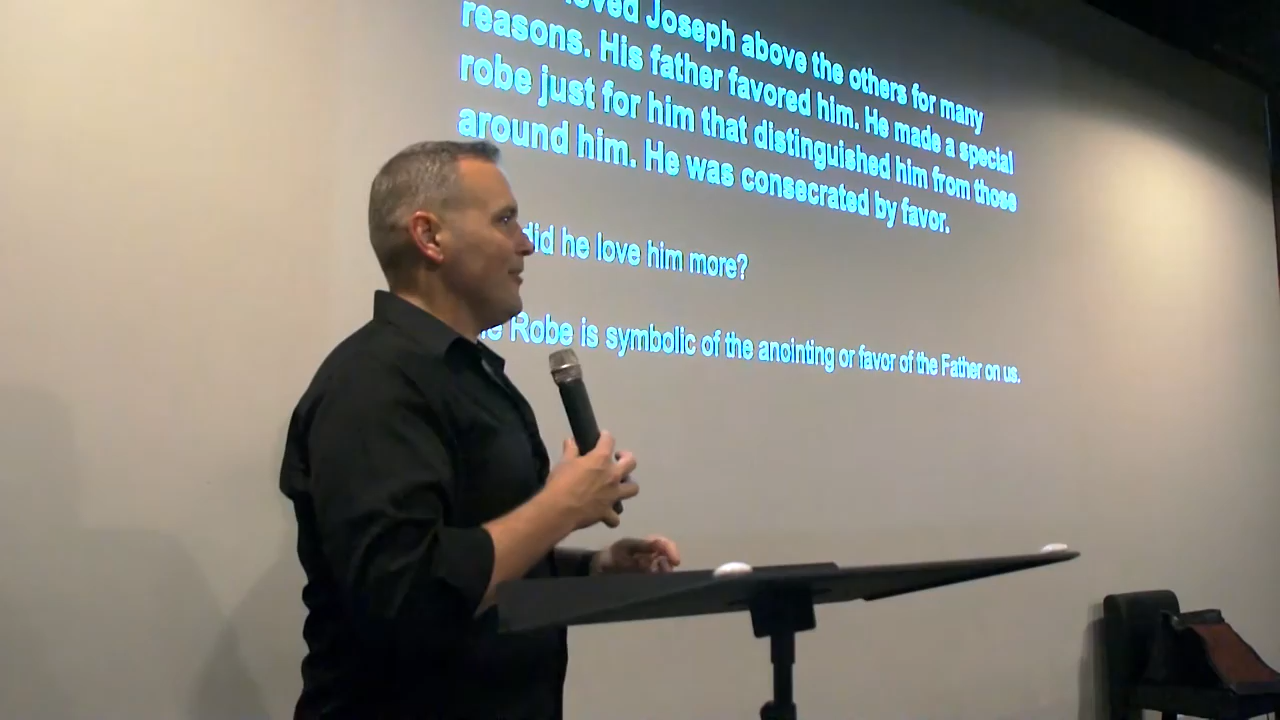 loved Joseph above the others for many
reasons. His father favored him. He made a special
robe just for him that distinguished him from those
around him. He was consecrated by favor.
did he love him more?
Robe is symbolic of the anointing or favor of the Father on us.